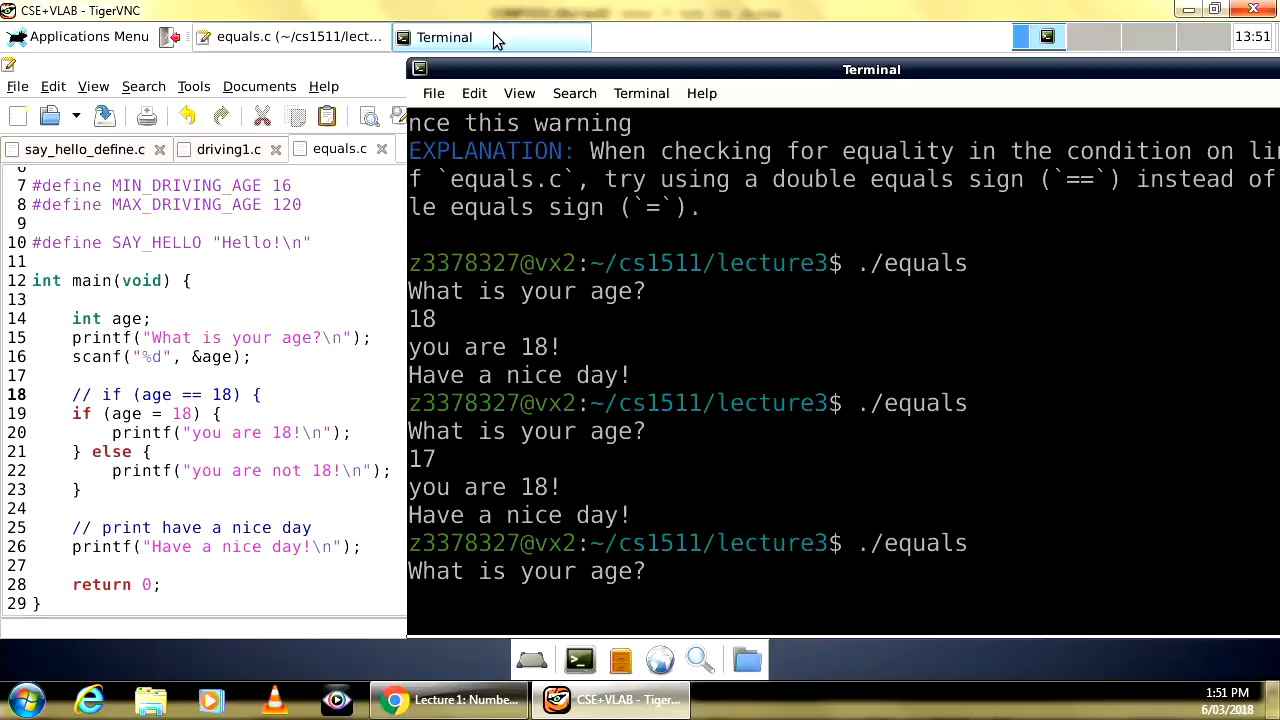 CSE+VLAB - TigerVNC
Applications Menu
equals.c (~/cs1511/lect...
Terminal
13:51
File Edit View Search Tools Documents Help
say_hello_define.c
driving1.c
equals.c
7 #define MIN_DRIVING_AGE 16
8 #define MAX_DRIVING_AGE 120
9
10 #define SAY_HELLO "Hello!\n"
11
12 int main(void) {
13
14 int age;
15 printf("What is your age?\n");
16 scanf("%d", &age);
17
18 // if (age == 18) {
19 if (age = 18) {
20 printf("you are 18!\n");
21 } else {
22 printf("you are not 18!\n");
23 }
24
25 // print have a nice day
26 printf("Have a nice day!\n");
27
28 return 0;
29 }
Terminal
File Edit View Search Terminal Help
nce this warning
EXPLANATION: When checking for equality in the condition on lin
f `equals.c`, try using a double equals sign (`==`) instead of
le equals sign (`=`).
z3378327@vx2:~/cs1511/lecture3$ ./equals
What is your age?
18
you are 18!
Have a nice day!
z3378327@vx2:~/cs1511/lecture3$ ./equals
What is your age?
17
you are 18!
Have a nice day!
z3378327@vx2:~/cs1511/lecture3$ ./equals
What is your age?
Lecture 1: Numbe...
CSE+VLAB - Tiger...
1:51 PM
6/03/2018